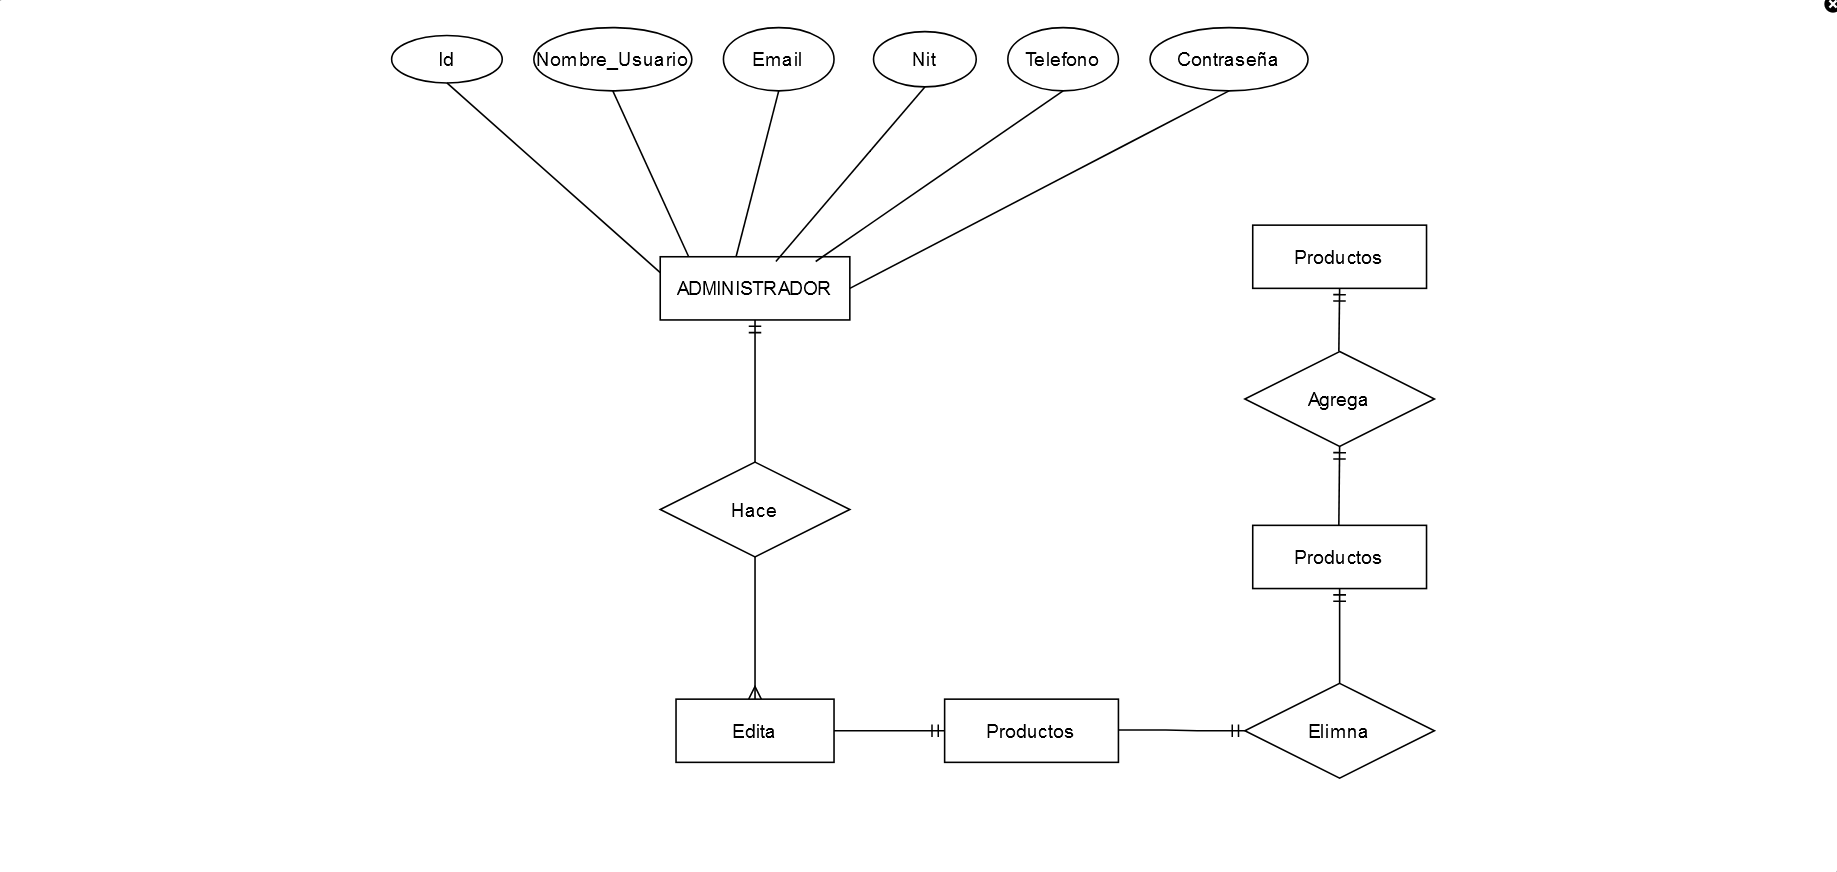 Id
Nombre_Usuario
Email
Nit
Telefono
Contraseña
ADMINISTRADOR
Productos
Agrega
Hace
Productos
Edita
Productos
Elimna